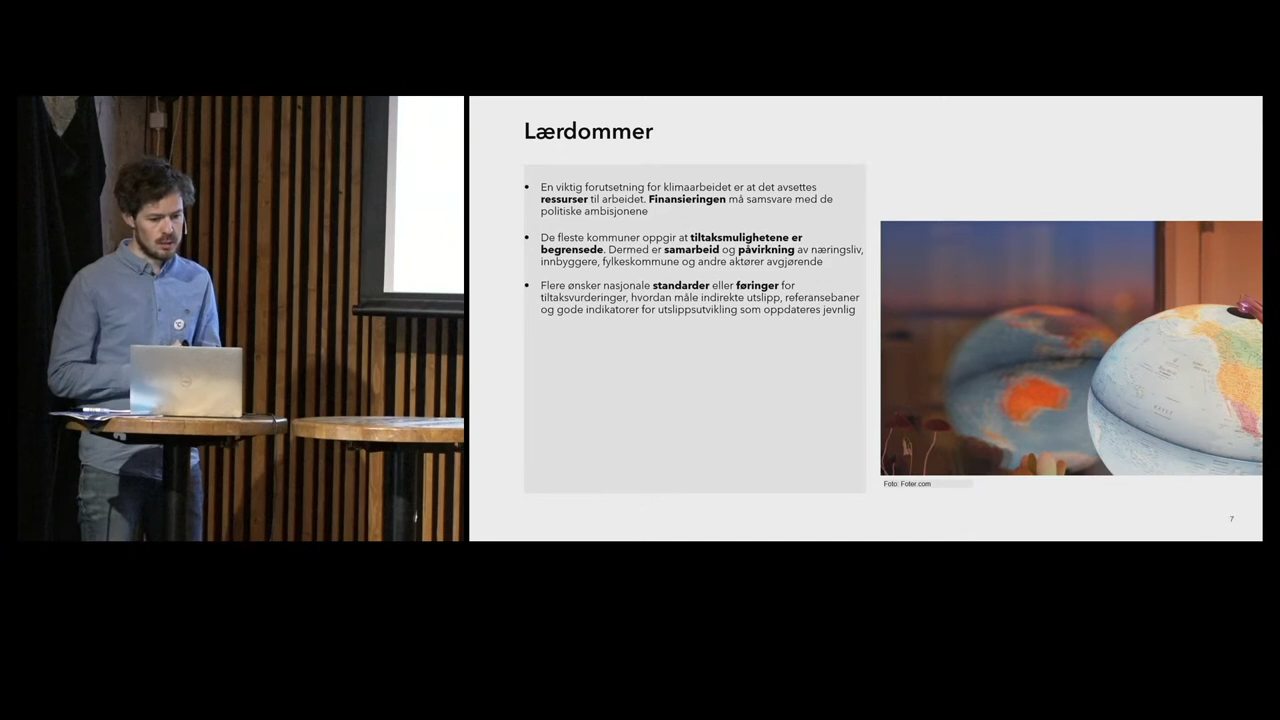 Lærdommer
• En viktig forutsetning for klimaarbeidet er at det avsettes
ressurser til arbeidet. Finansieringen må samsvare med de
politiske ambisjonene
• De fleste kommuner oppgir at tiltaksmulighetene er
begrensede. Dermed er samarbeid og påvirkning av næringsliv,
innbyggere, fylkeskommune og andre aktører avgjørende
• Flere ønsker nasjonale standarder eller føringer for
tiltaksvurderinger, hvordan måle indirekte utslipp, referansebaner
og gode indikatorer for utslippsutvikling som oppdateres jevnlig
Foto: Foter.com
7